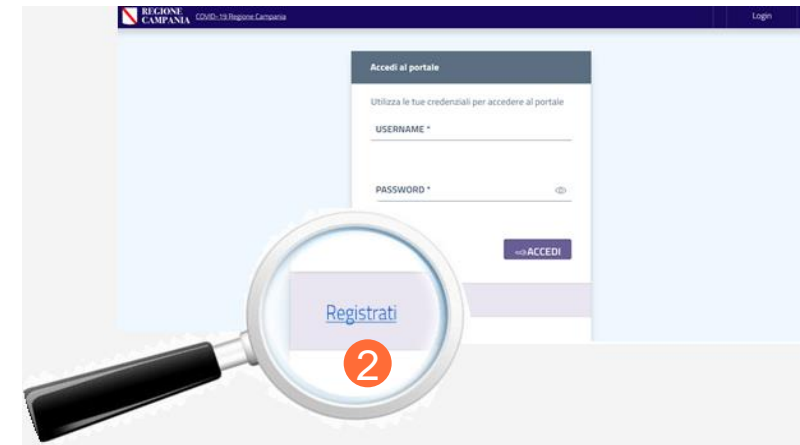 REGIONE
CAMPANIA
COVID-19 Regione Campania
Login
Accedi al portale
Utilizza le tue credenziali per accedere al portale
USERNAME *
PASSWORD *
⇨ACCEDI
Registrati
2